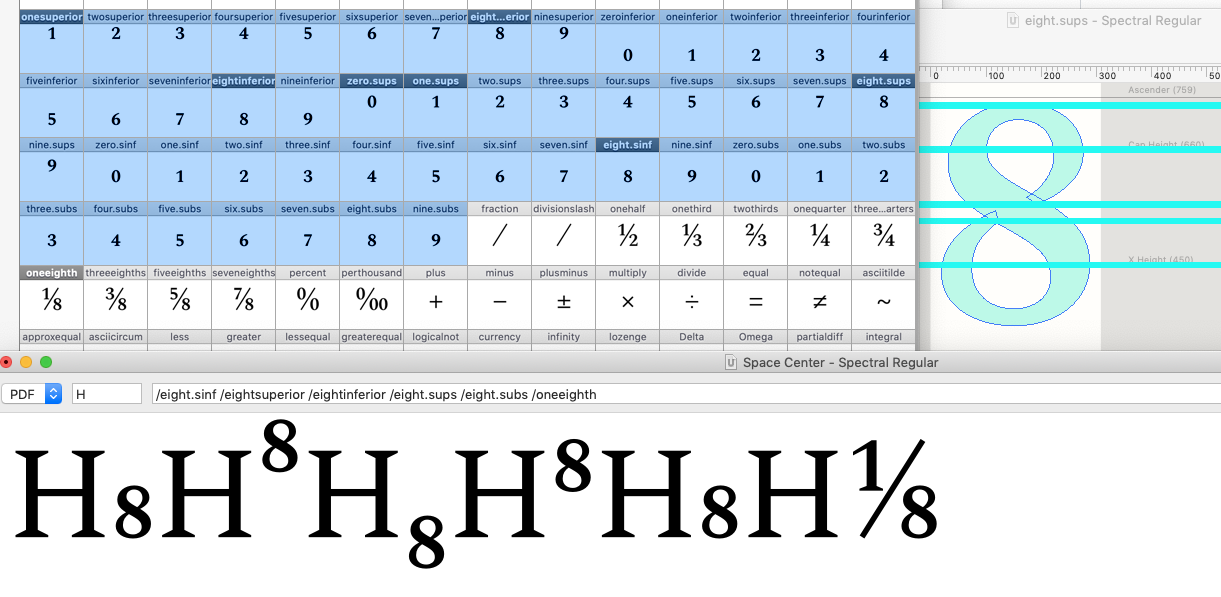 onesuperior twosuperior threesuperior foursuperior fivesuperior sixsuperior seven...perior eight...erior ninesuperior zeroinferior oneinferior twoinferior threeinferior fourinferior
1 2 3 4 5 6 7 8 9 0 1 2 3 4
fiveinferior sixinferior seveninferior eightinferior nineinferior zero.sups one.sups two.sups three.sups four.sups five.sups six.sups seven.sups eight.sups
5 6 7 8 9 0 1 2 3 4 5 6 7 8
nine.sups zero.sinf one.sinf two.sinf three.sinf four.sinf five.sinf six.sinf seven.sinf eight.sinf nine.sinf zero.subs one.subs two.subs
9 0 1 2 3 4 5 6 7 8 9 0 1 2
three.subs four.subs five.subs six.subs seven.subs eight.subs nine.subs fraction divisionslash onehalf onethird twothirds onequarter three...arters
3 4 5 6 7 8 9 ⁄ ∕ ½ ⅓ ⅔ ¼ ¾
oneeighth threeeighths fiveeighths seveneighths percent perthousand plus minus plusminus multiply divide equal notequal asciitilde
⅛ ⅜ ⅝ ⅞ % ‰ + − ± × ÷ = ≠ ~
approxequal asciicircum less greater lessequal greaterequal logicalnot currency infinity lozenge Delta Omega partialdiff integral
eight.sups - Spectral Regular
0 100 200 300 400 50
Ascender (759)
Cap Height (660)
X Height (450)
8
Space Center - Spectral Regular
PDF H /eight.sinf /eightsuperior /eightinferior /eight.sups /eight.subs /oneeighth
H₈H⁸H₈H⁸H₈H⅛